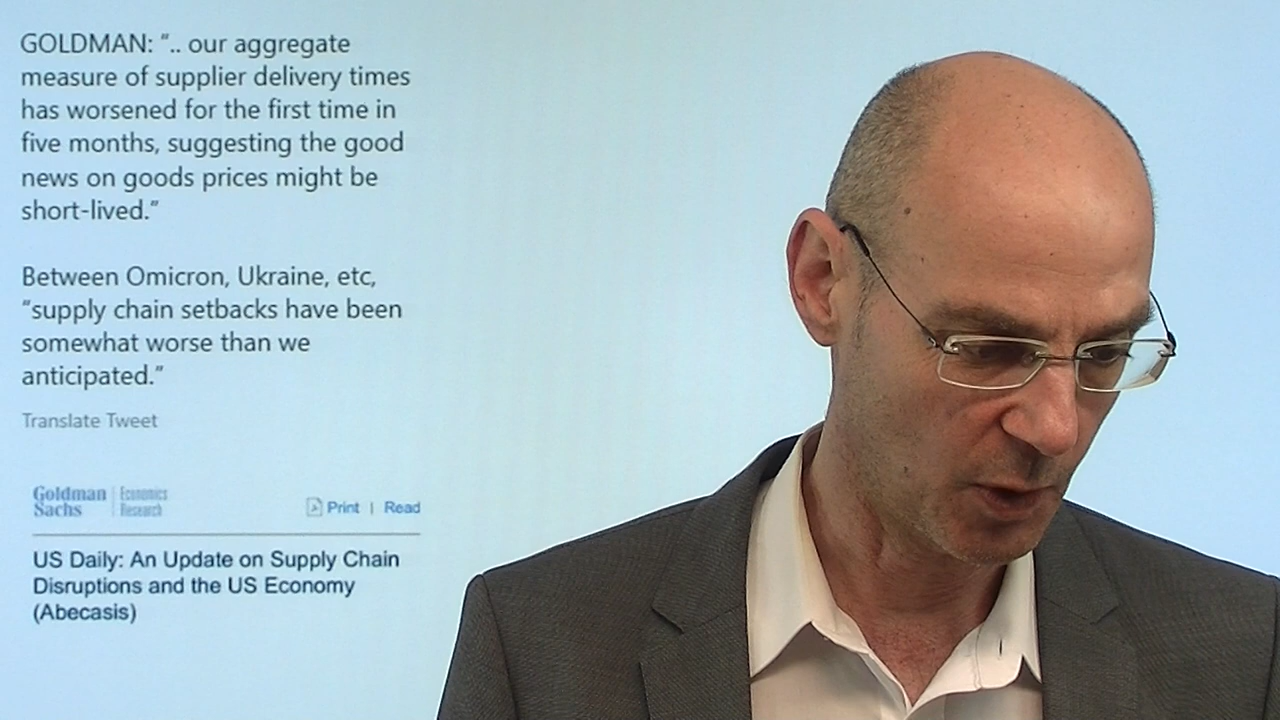 GOLDMAN: “.. our aggregate
measure of supplier delivery times
has worsened for the first time in
five months, suggesting the good
news on goods prices might be
short-lived.”
Between Omicron, Ukraine, etc,
“supply chain setbacks have been
somewhat worse than we
anticipated.”
Translate Tweet
Goldman Sachs
Economics Research
Print | Read
US Daily: An Update on Supply Chain
Disruptions and the US Economy
(Abecasis)